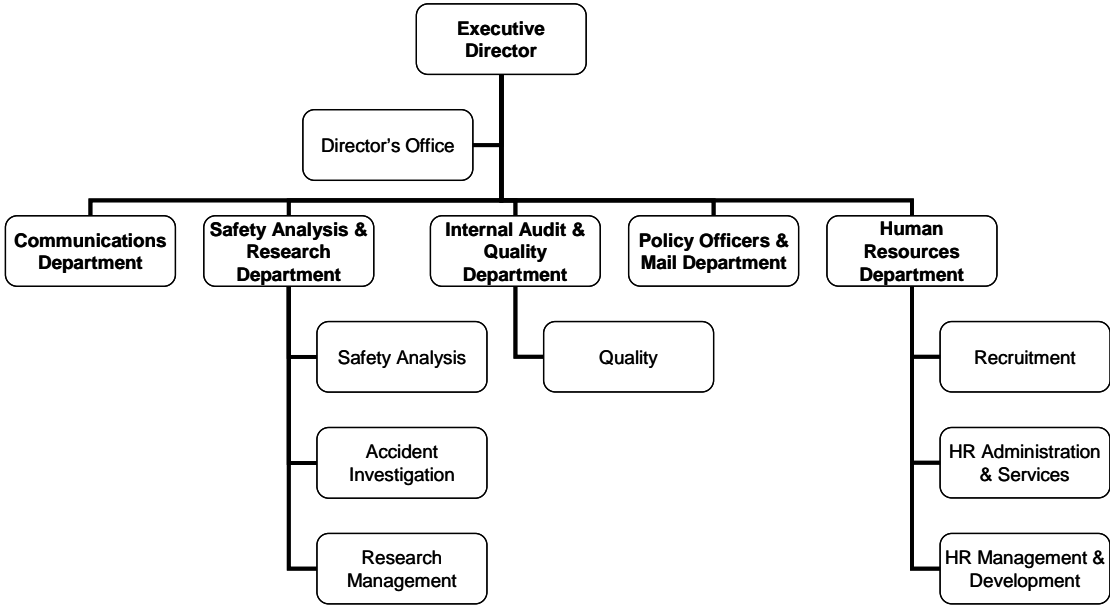 Executive
Director
Director's Office
Communications
Department
Safety Analysis &
Research
Department
Internal Audit &
Quality
Department
Policy Officers &
Mail Department
Human
Resources
Department
Safety Analysis
Quality
Recruitment
Accident
Investigation
HR Administration
& Services
Research
Management
HR Management &
Development